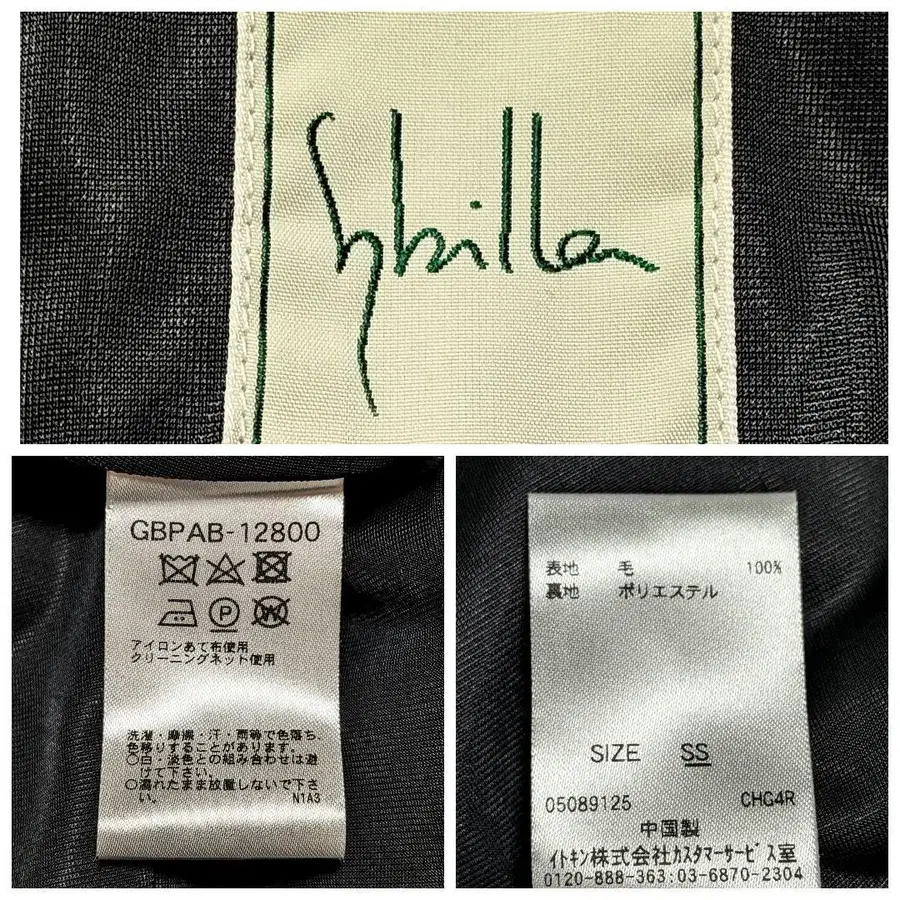 Sybilla
GBPAB-12800
アイロンあて布使用
クリーニングネット使用
洗濯・摩擦・汗・雨等で色落ち、
色移りすることがあります。
○白・淡色との組み合わせは避
けて下さい。
○濡れたまま放置しないで下さ
い。 N1A3
表地 毛 100%
裏地 ポリエステル
SIZE SS
05089125 CHG4R
中国製
イトキン株式会社カスタマーサービス室
0120-888-363:03-6870-2304